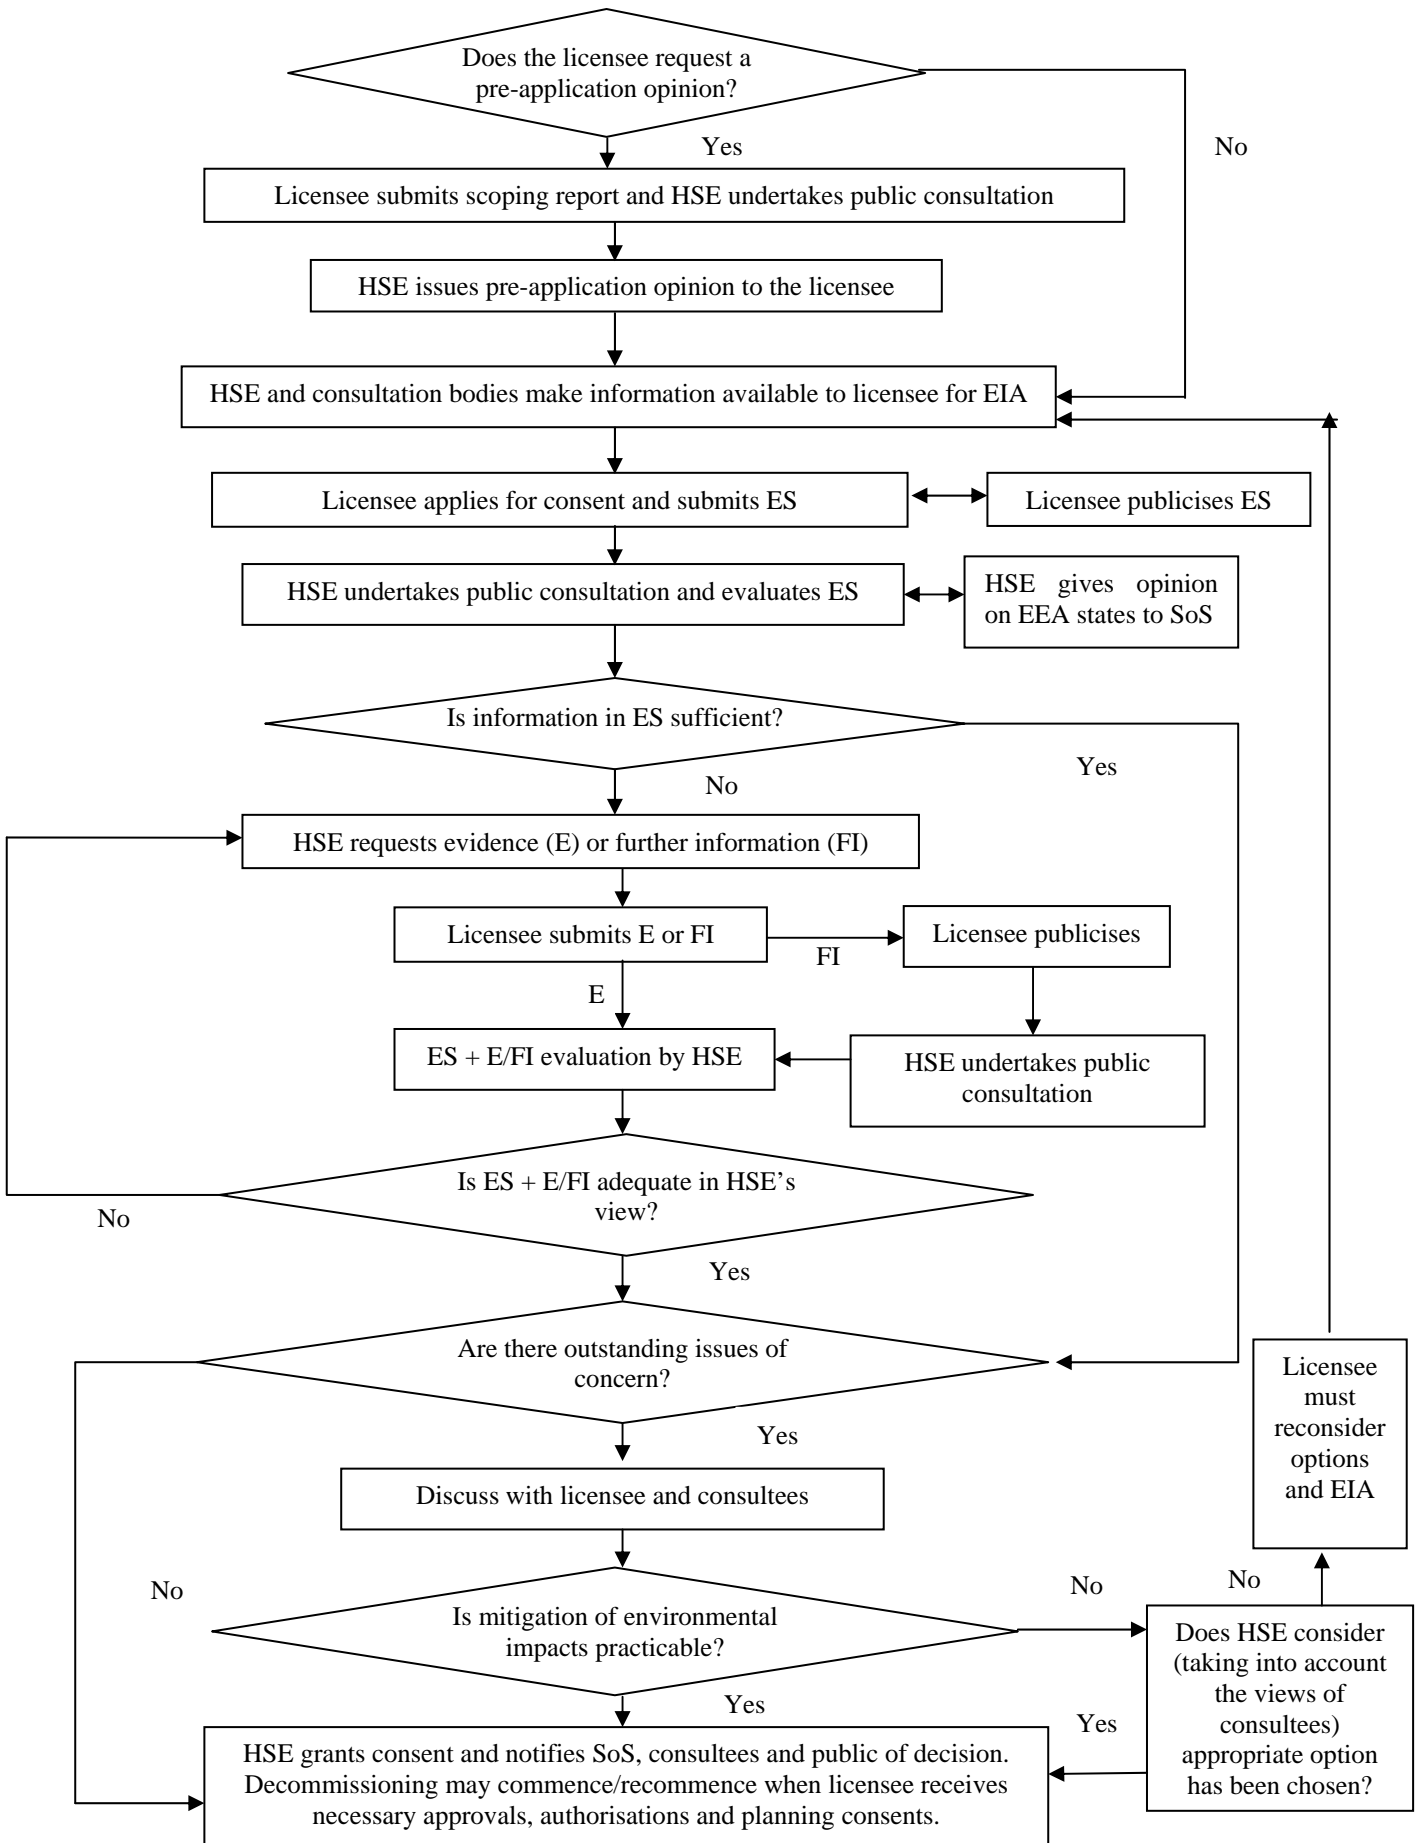 Does the licensee request a
pre-application opinion?
Yes
No
Licensee submits scoping report and HSE undertakes public consultation
HSE issues pre-application opinion to the licensee
HSE and consultation bodies make information available to licensee for EIA
Licensee applies for consent and submits ES
Licensee publicises ES
HSE undertakes public consultation and evaluates ES
HSE gives opinion
on EEA states to SoS
Is information in ES sufficient?
Yes
No
HSE requests evidence (E) or further information (FI)
Licensee submits E or FI
FI
Licensee publicises
E
ES + E/FI evaluation by HSE
HSE undertakes public
consultation
Is ES + E/FI adequate in HSE’s
view?
No
Yes
Are there outstanding issues of
concern?
Licensee
must
reconsider
options
and EIA
Yes
Discuss with licensee and consultees
No
Is mitigation of environmental
impacts practicable?
No
No
Does HSE consider
(taking into account
the views of
consultees)
appropriate option
has been chosen?
Yes
Yes
HSE grants consent and notifies SoS, consultees and public of decision.
Decommissioning may commence/recommence when licensee receives
necessary approvals, authorisations and planning consents.